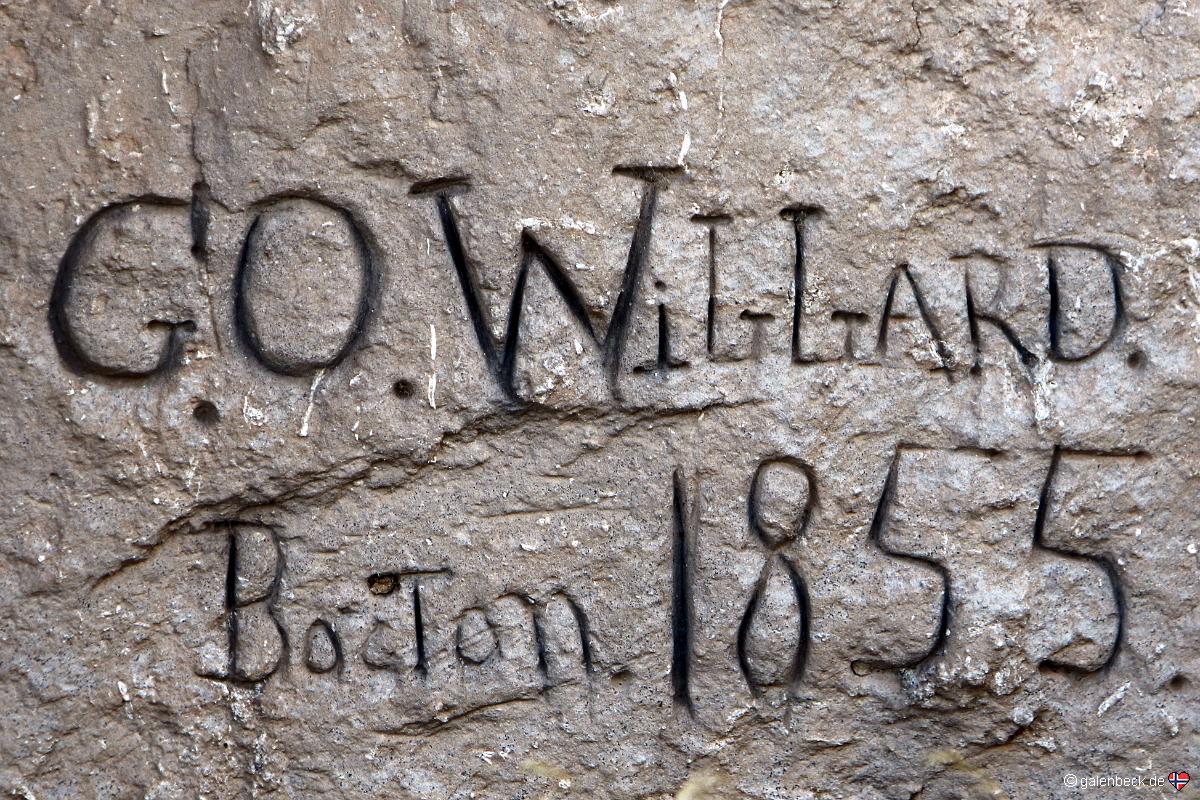 G.O. WiLLARD.
BosTon. 1855
© galenbeck.de